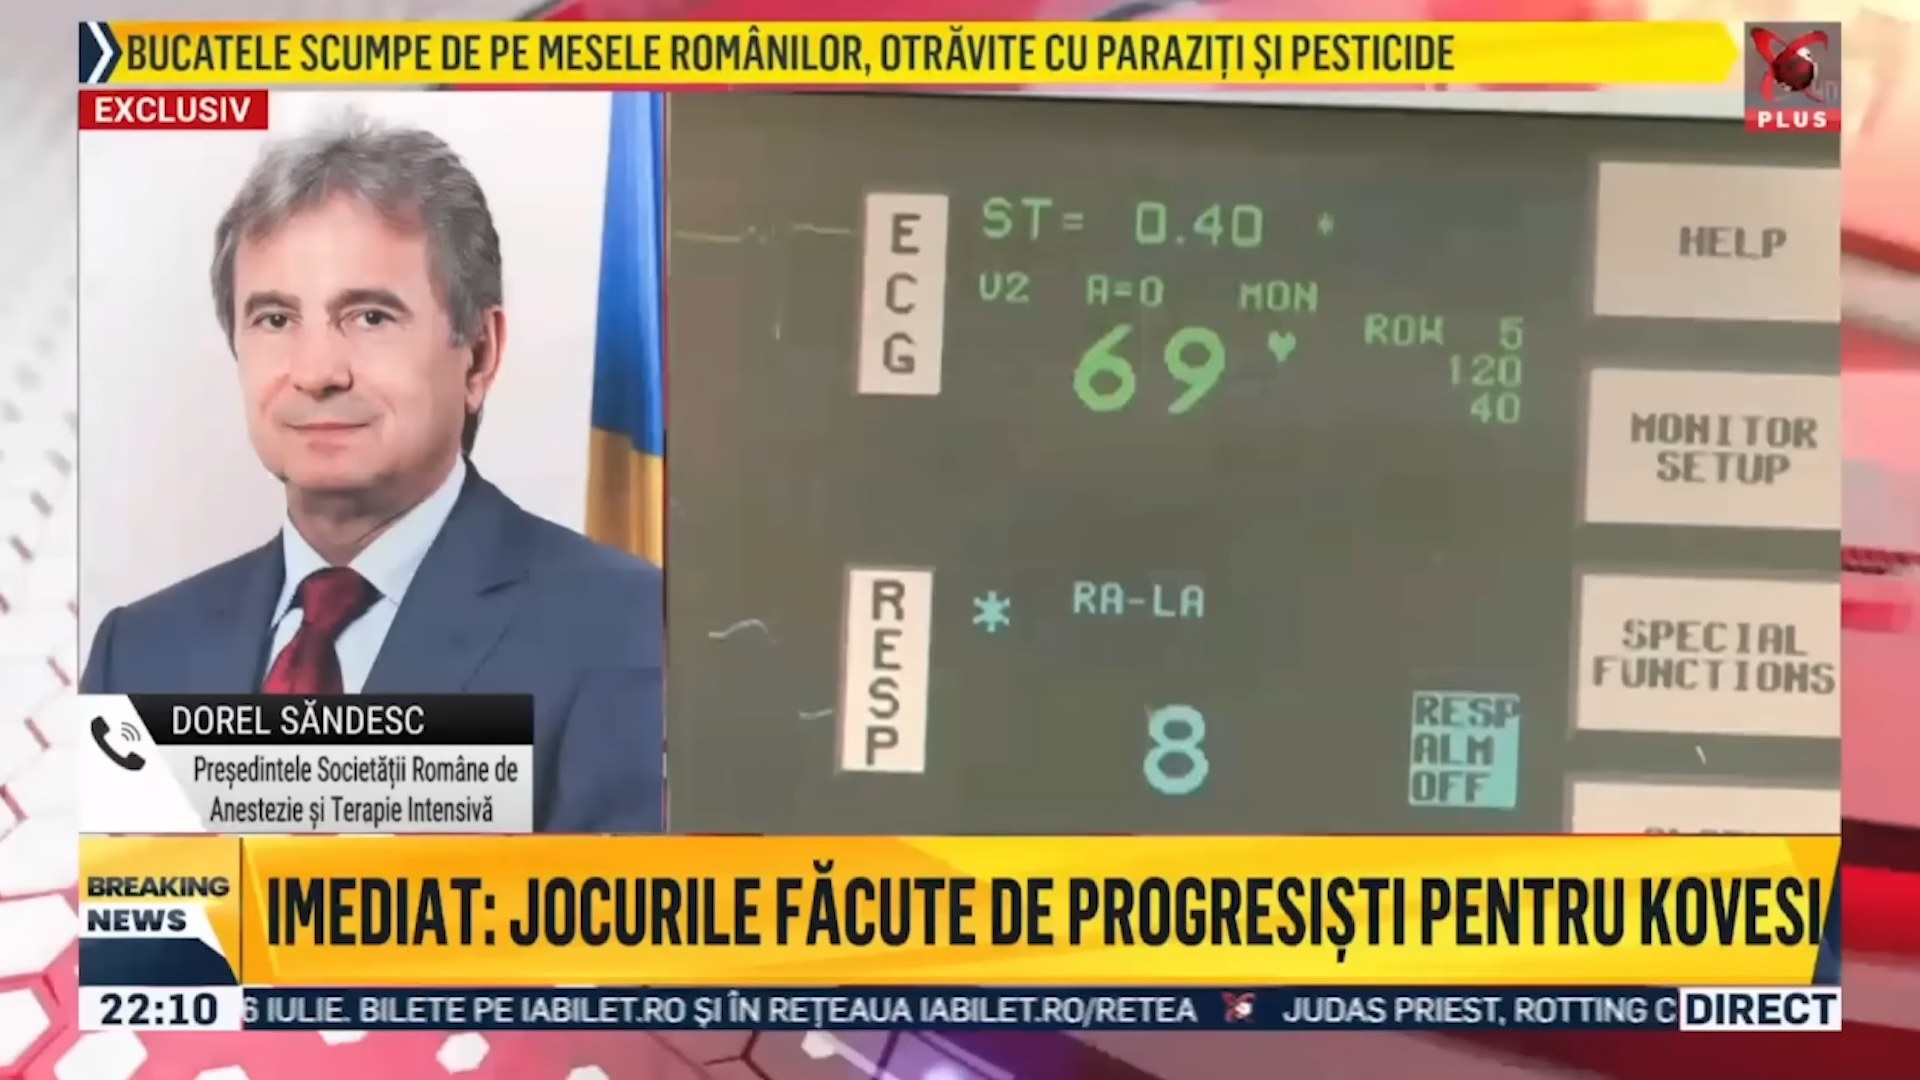 BUCATELE SCUMPE DE PE MESELE ROMÂNILOR, OTRĂVITE CU PARAZIȚI ȘI PESTICIDE
PLUS
EXCLUSIV
ECG
ST= 0.40 *
V2 A=0 MON
69
ROW 5
120
40
HELP
MONITOR
SETUP
RESP
* RA-LA
8
RESP
ALM
OFF
SPECIAL
FUNCTIONS
DOREL SĂNDESC
Președintele Societății Române de
Anestezie și Terapie Intensivă
BREAKING
NEWS
IMEDIAT: JOCURILE FĂCUTE DE PROGRESIȘTI PENTRU KOVESI
22:10
6 IULIE. BILETE PE IABILET.RO ȘI ÎN REȚEAUA IABILET.RO/RETEA JUDAS PRIEST, ROTTING C
DIRECT